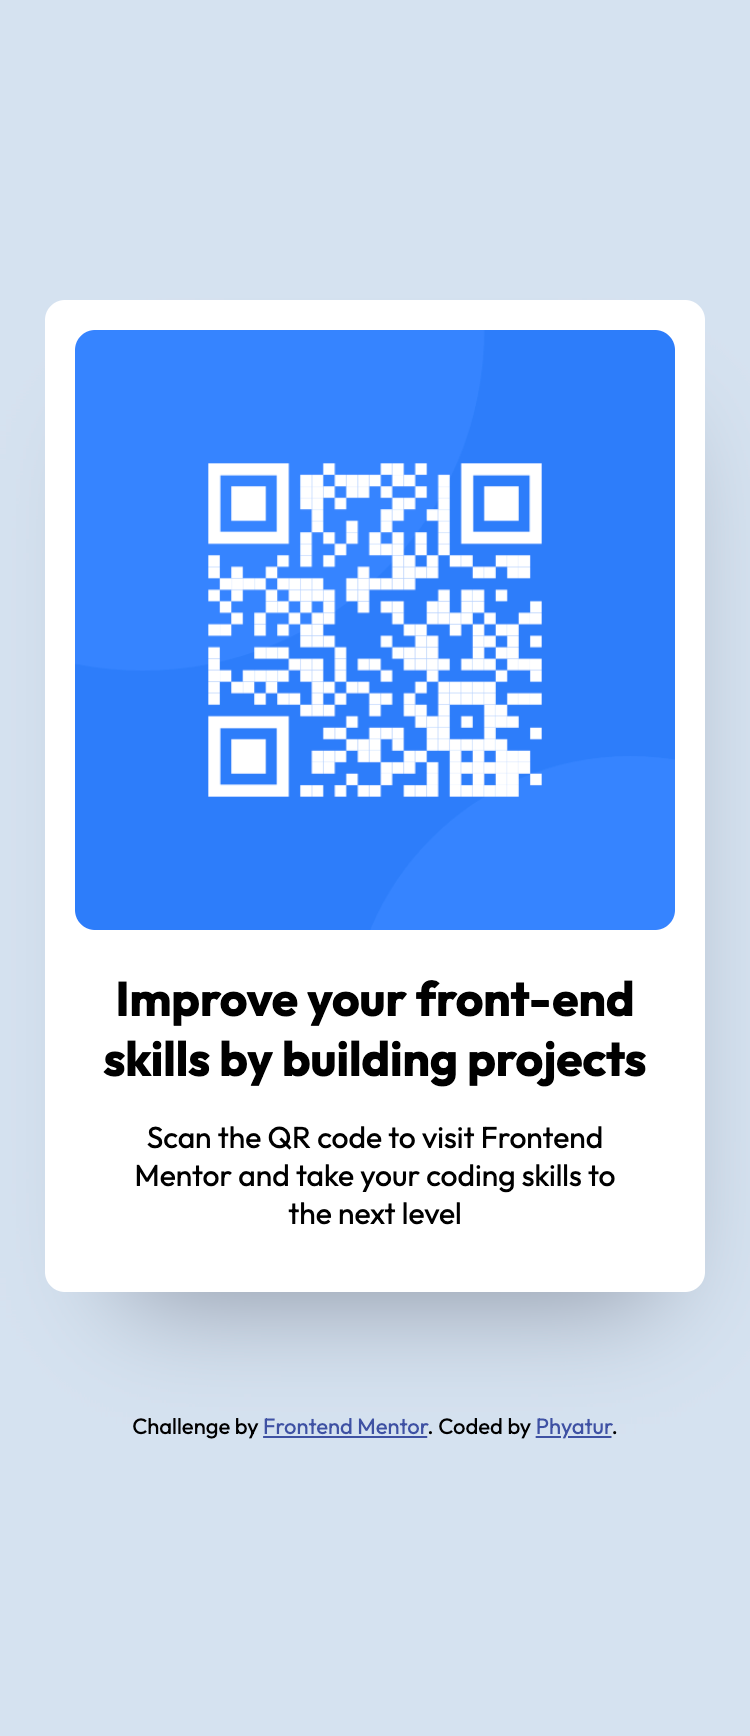 Improve your front-end
skills by building projects
Scan the QR code to visit Frontend
Mentor and take your coding skills to
the next level
Challenge by Frontend Mentor. Coded by Phyatur.